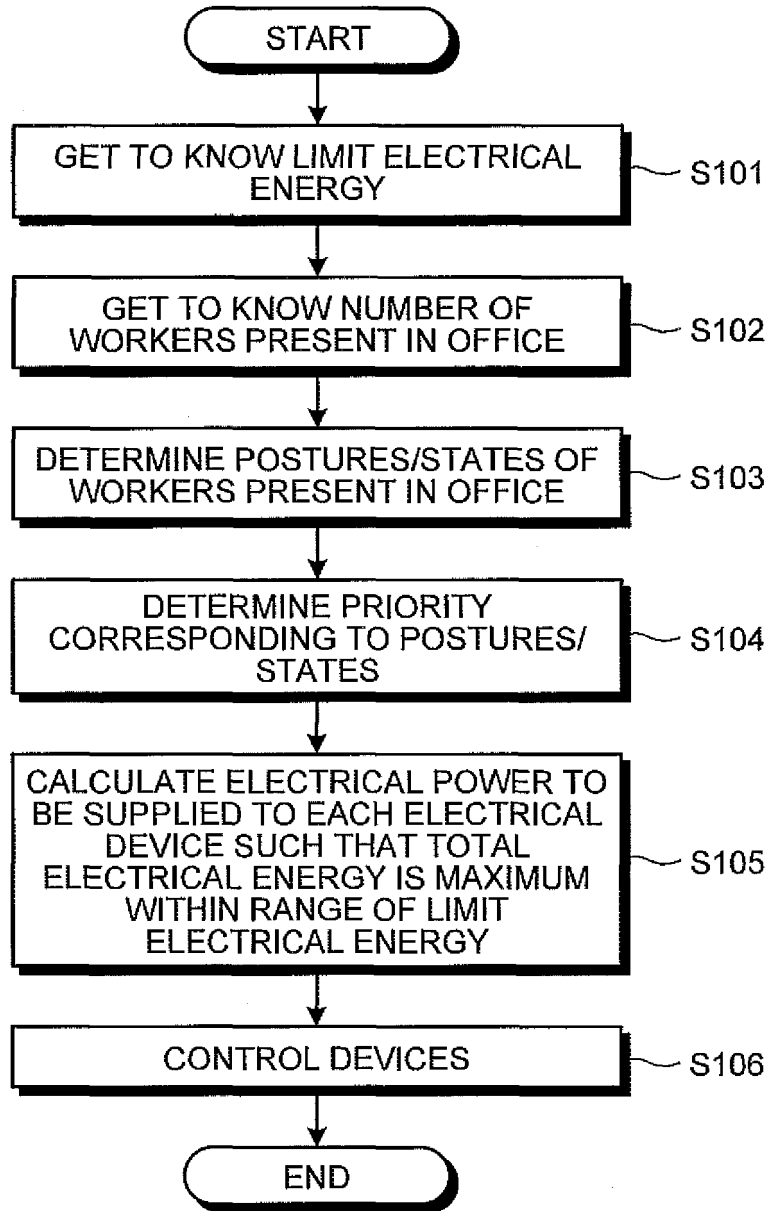 START
GET TO KNOW LIMIT ELECTRICAL
ENERGY
S101
GET TO KNOW NUMBER OF
WORKERS PRESENT IN OFFICE
S102
DETERMINE POSTURES/STATES OF
WORKERS PRESENT IN OFFICE
S103
DETERMINE PRIORITY
CORRESPONDING TO POSTURES/
STATES
S104
CALCULATE ELECTRICAL POWER TO
BE SUPPLIED TO EACH ELECTRICAL
DEVICE SUCH THAT TOTAL
ELECTRICAL ENERGY IS MAXIMUM
WITHIN RANGE OF LIMIT
ELECTRICAL ENERGY
S105
CONTROL DEVICES
S106
END